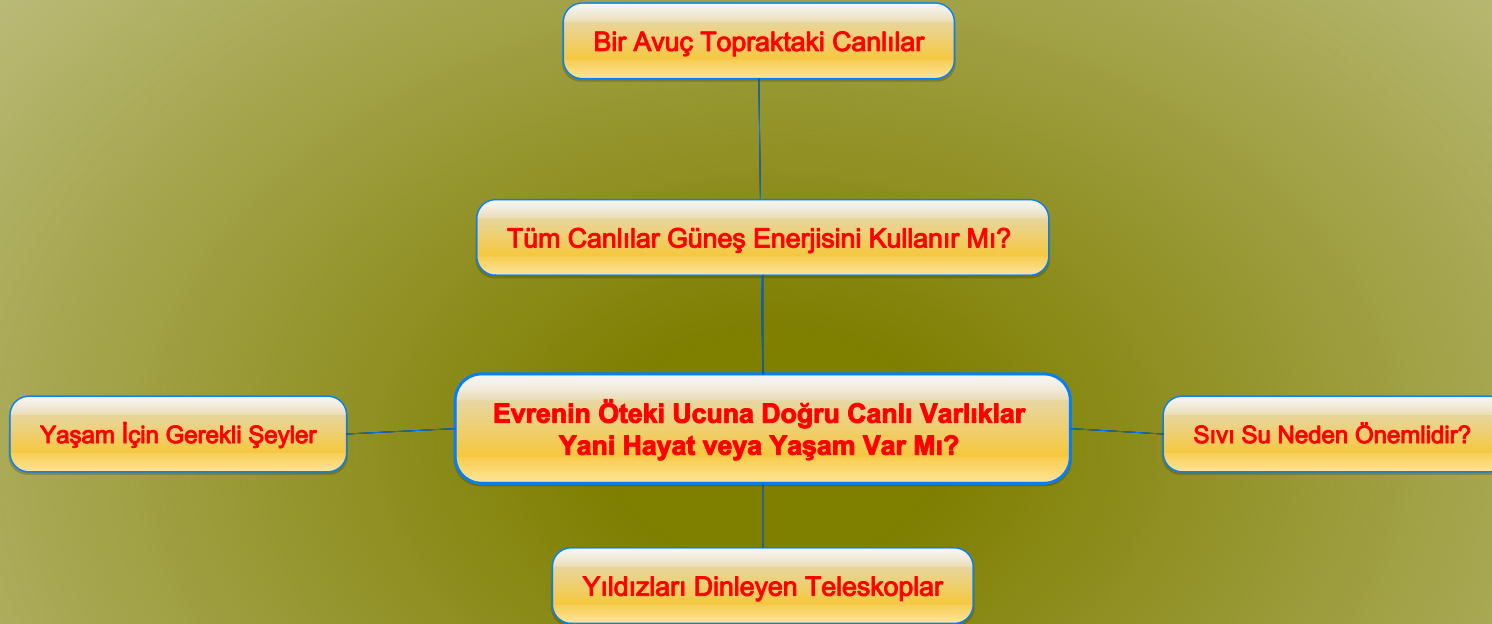 Bir Avuç Topraktaki Canlılar
Tüm Canlılar Güneş Enerjisini Kullanır Mı?
Evrenin Öteki Ucuna Doğru Canlı Varlıklar
Yani Hayat veya Yaşam Var Mı?
Yaşam İçin Gerekli Şeyler
Sıvı Su Neden Önemlidir?
Yıldızları Dinleyen Teleskoplar